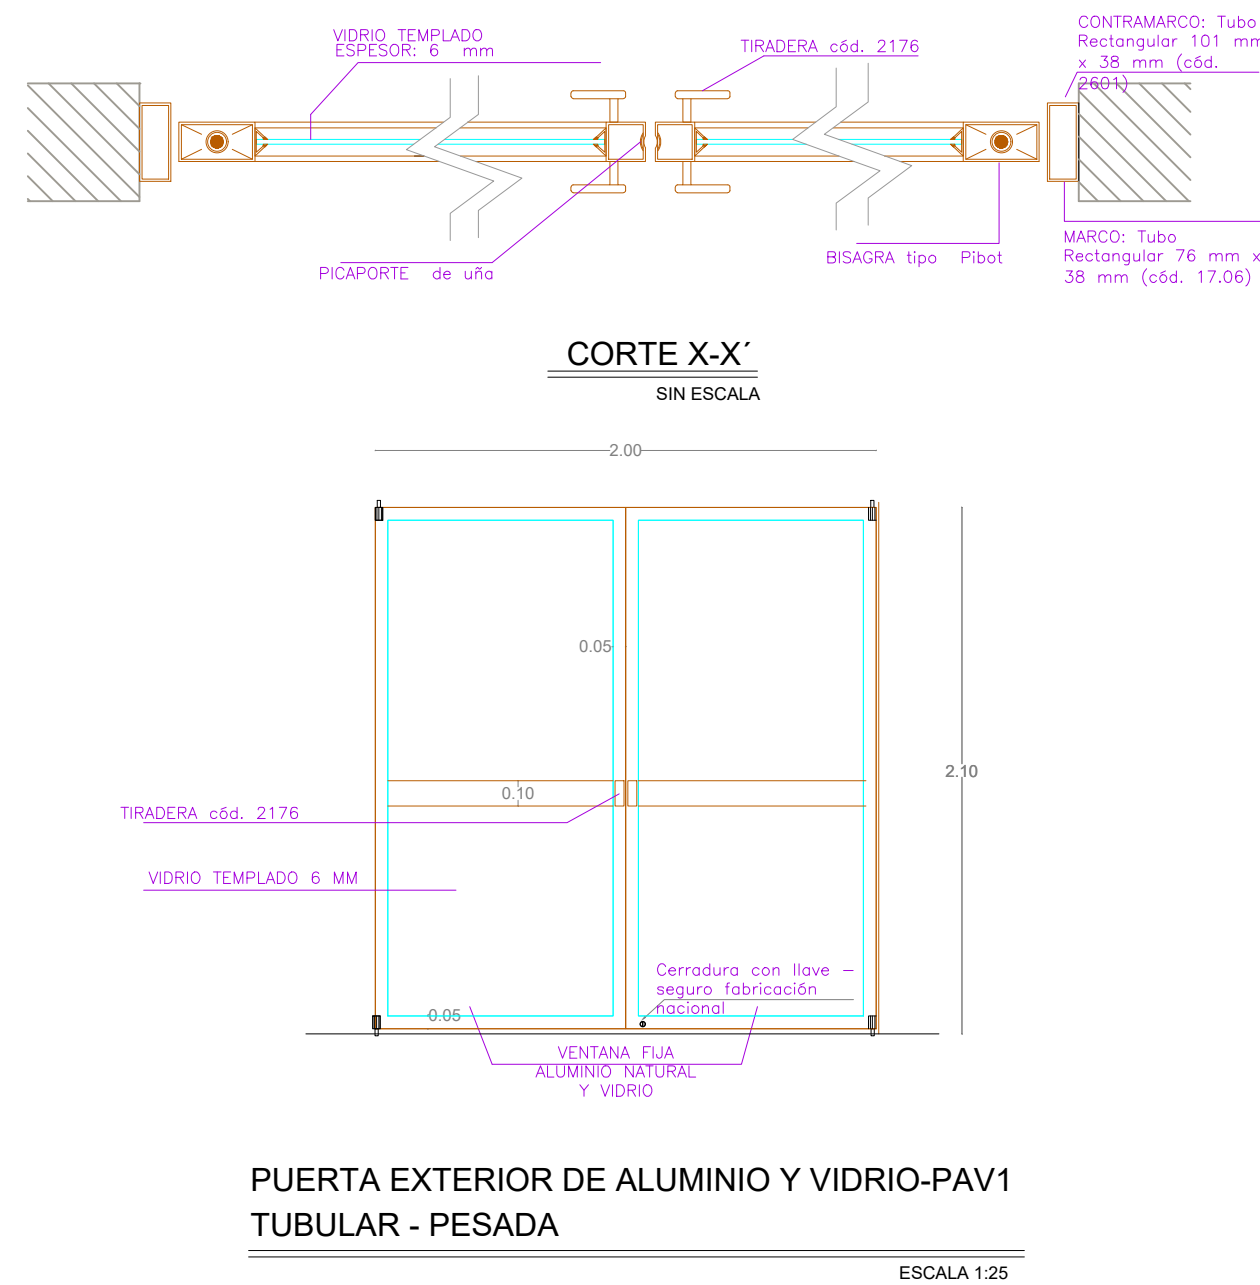 VIDRIO TEMPLADO
ESPESOR: 6 mm
TIRADERA cód. 2176
CONTRAMARCO: Tubo
Rectangular 101 mm
x 38 mm (cód.
2601)
PICAPORTE de uña
BISAGRA tipo Pibot
MARCO: Tubo
Rectangular 76 mm x
38 mm (cód. 17.06)
CORTE X-X´
SIN ESCALA
2.00
0.05
2.10
0.10
TIRADERA cód. 2176
VIDRIO TEMPLADO 6 MM
Cerradura con llave –
seguro fabricación
nacional
0.05
VENTANA FIJA
ALUMINIO NATURAL
Y VIDRIO
PUERTA EXTERIOR DE ALUMINIO Y VIDRIO-PAV1
TUBULAR - PESADA
ESCALA 1:25